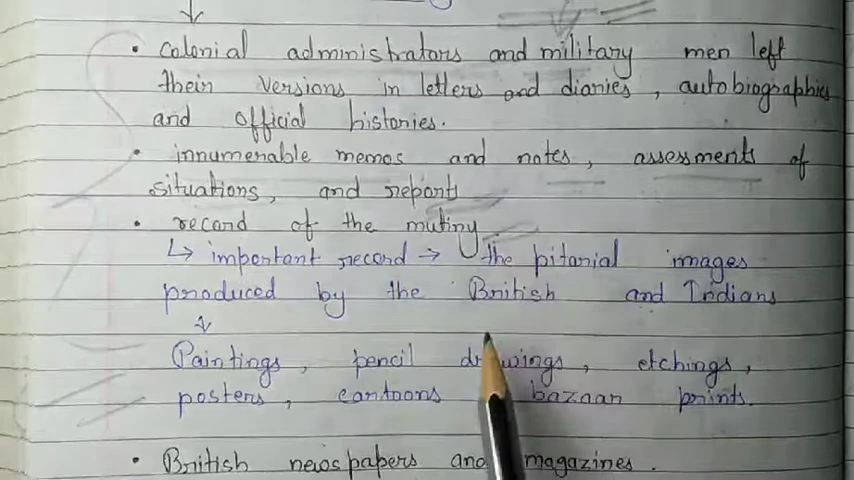 • colonial administrators and military men left
their versions in letters and diaries, autobiographies
and official histories.
• innumerable memos and notes, assessments of
situations, and reports
• record of the mutiny
↳ important record → the pitorial images
produced by the British and Indians
↓
Paintings, pencil drawings, etchings,
posters, cartoons bazaar prints.
• British newspapers and magazines.